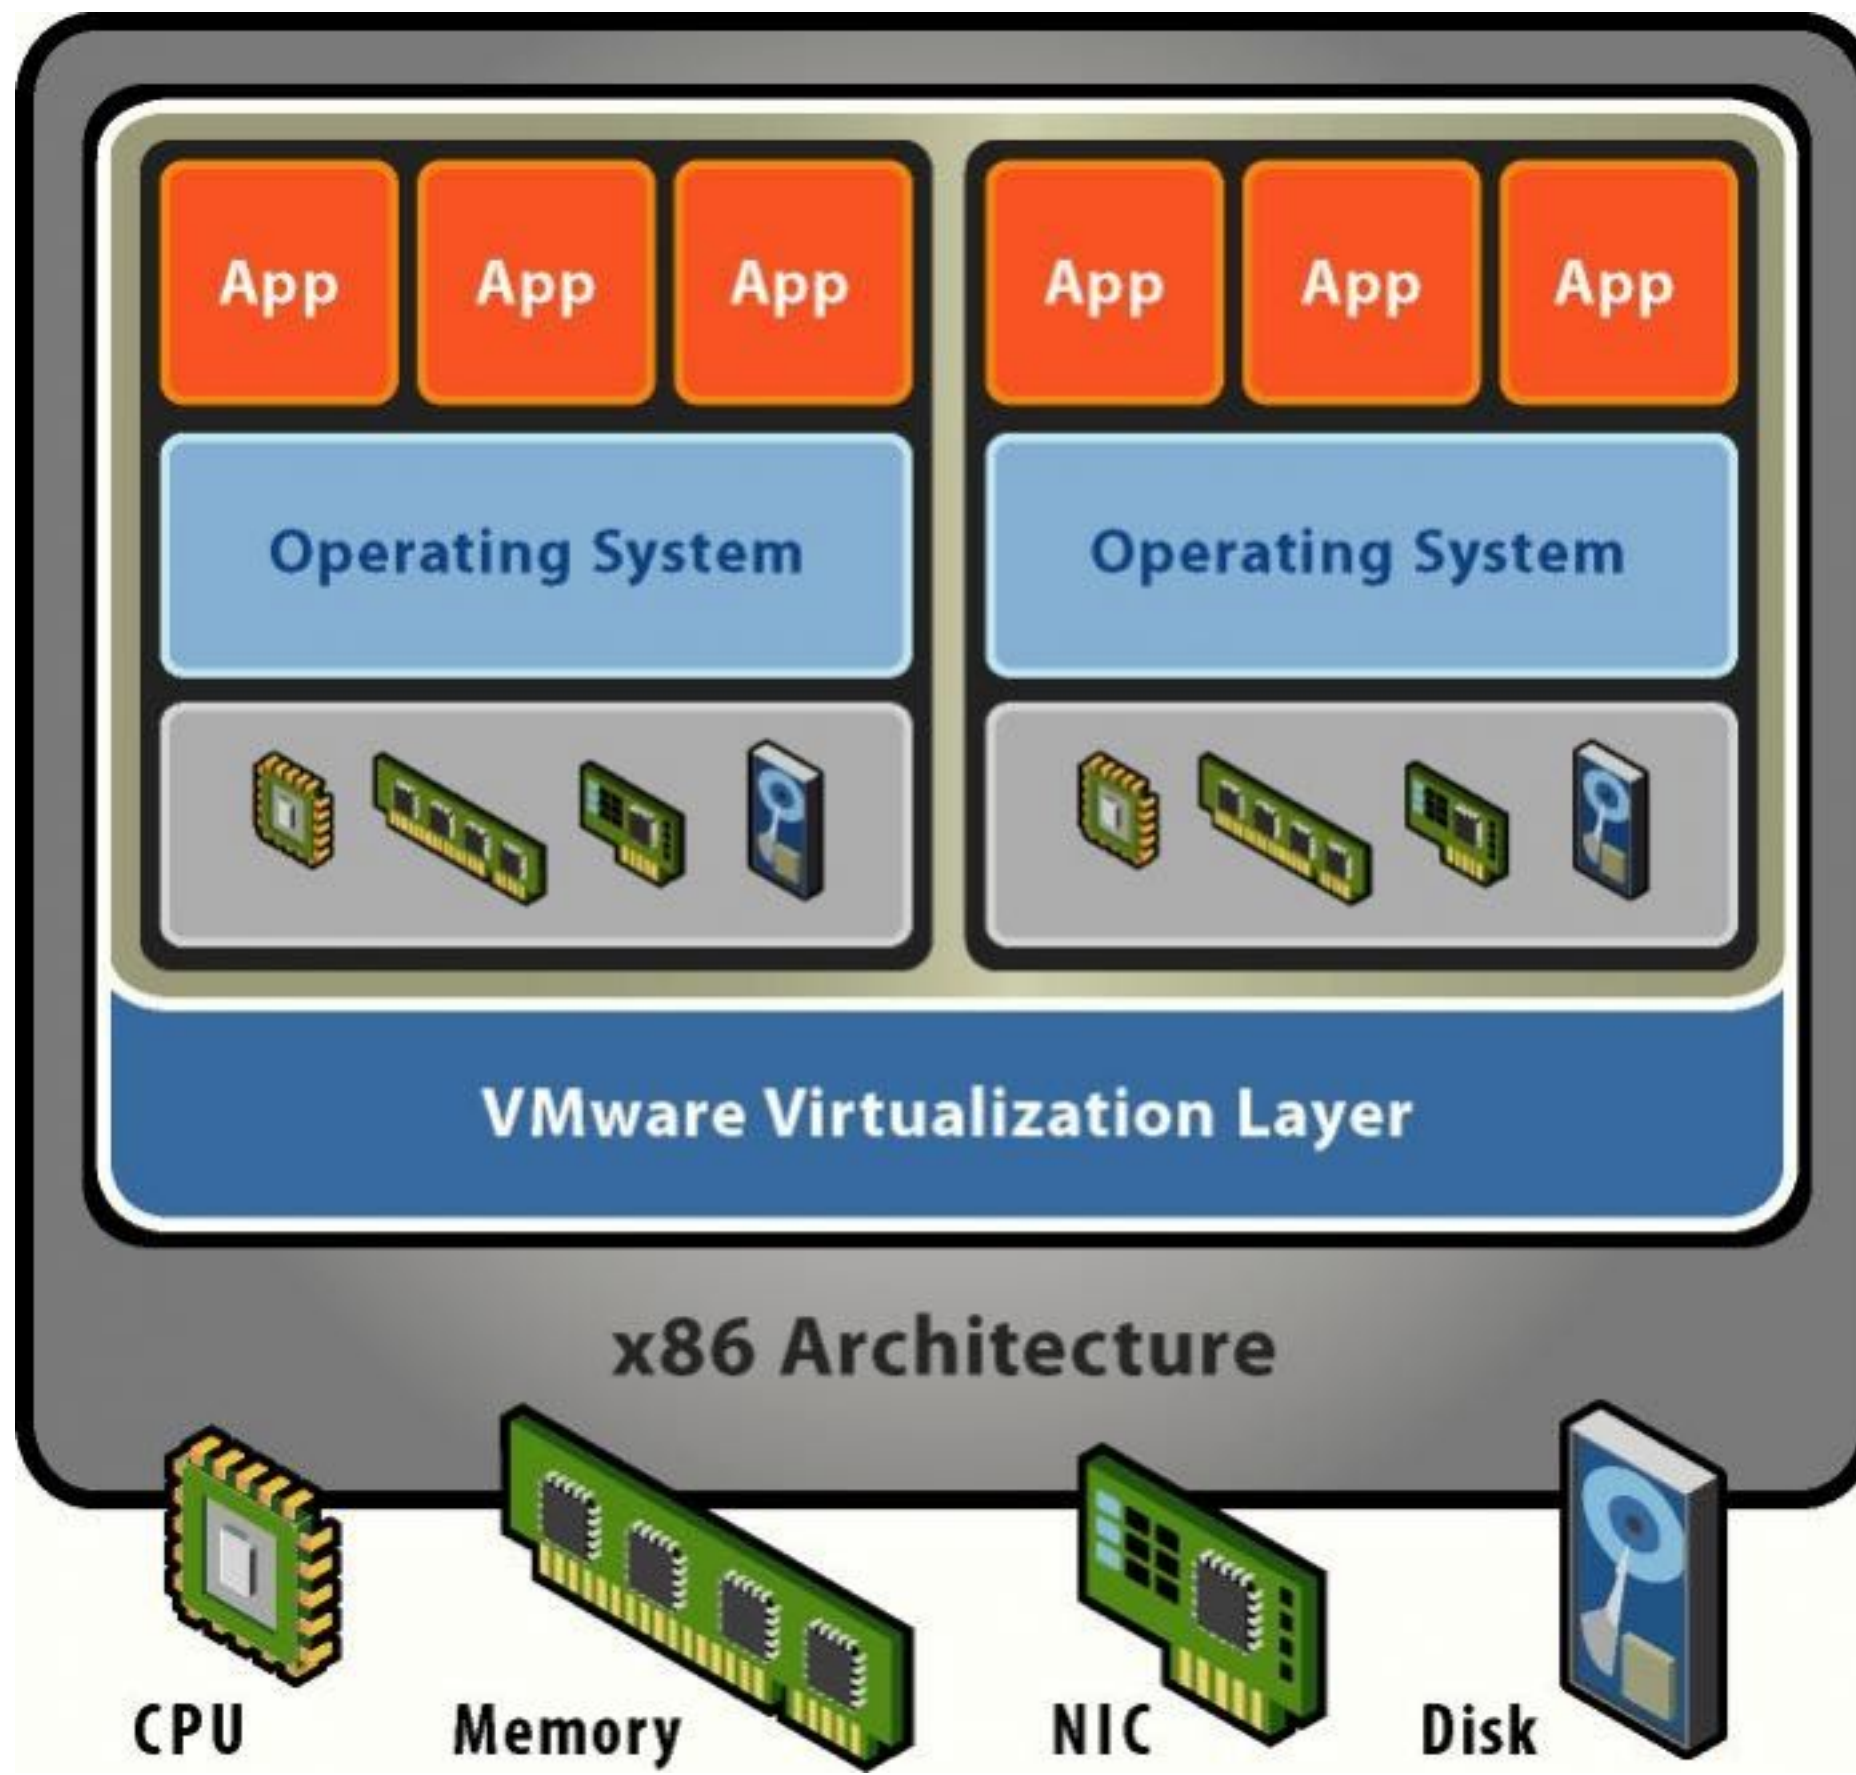 App App App App App App
Operating System Operating System
VMware Virtualization Layer
x86 Architecture
CPU Memory NIC Disk